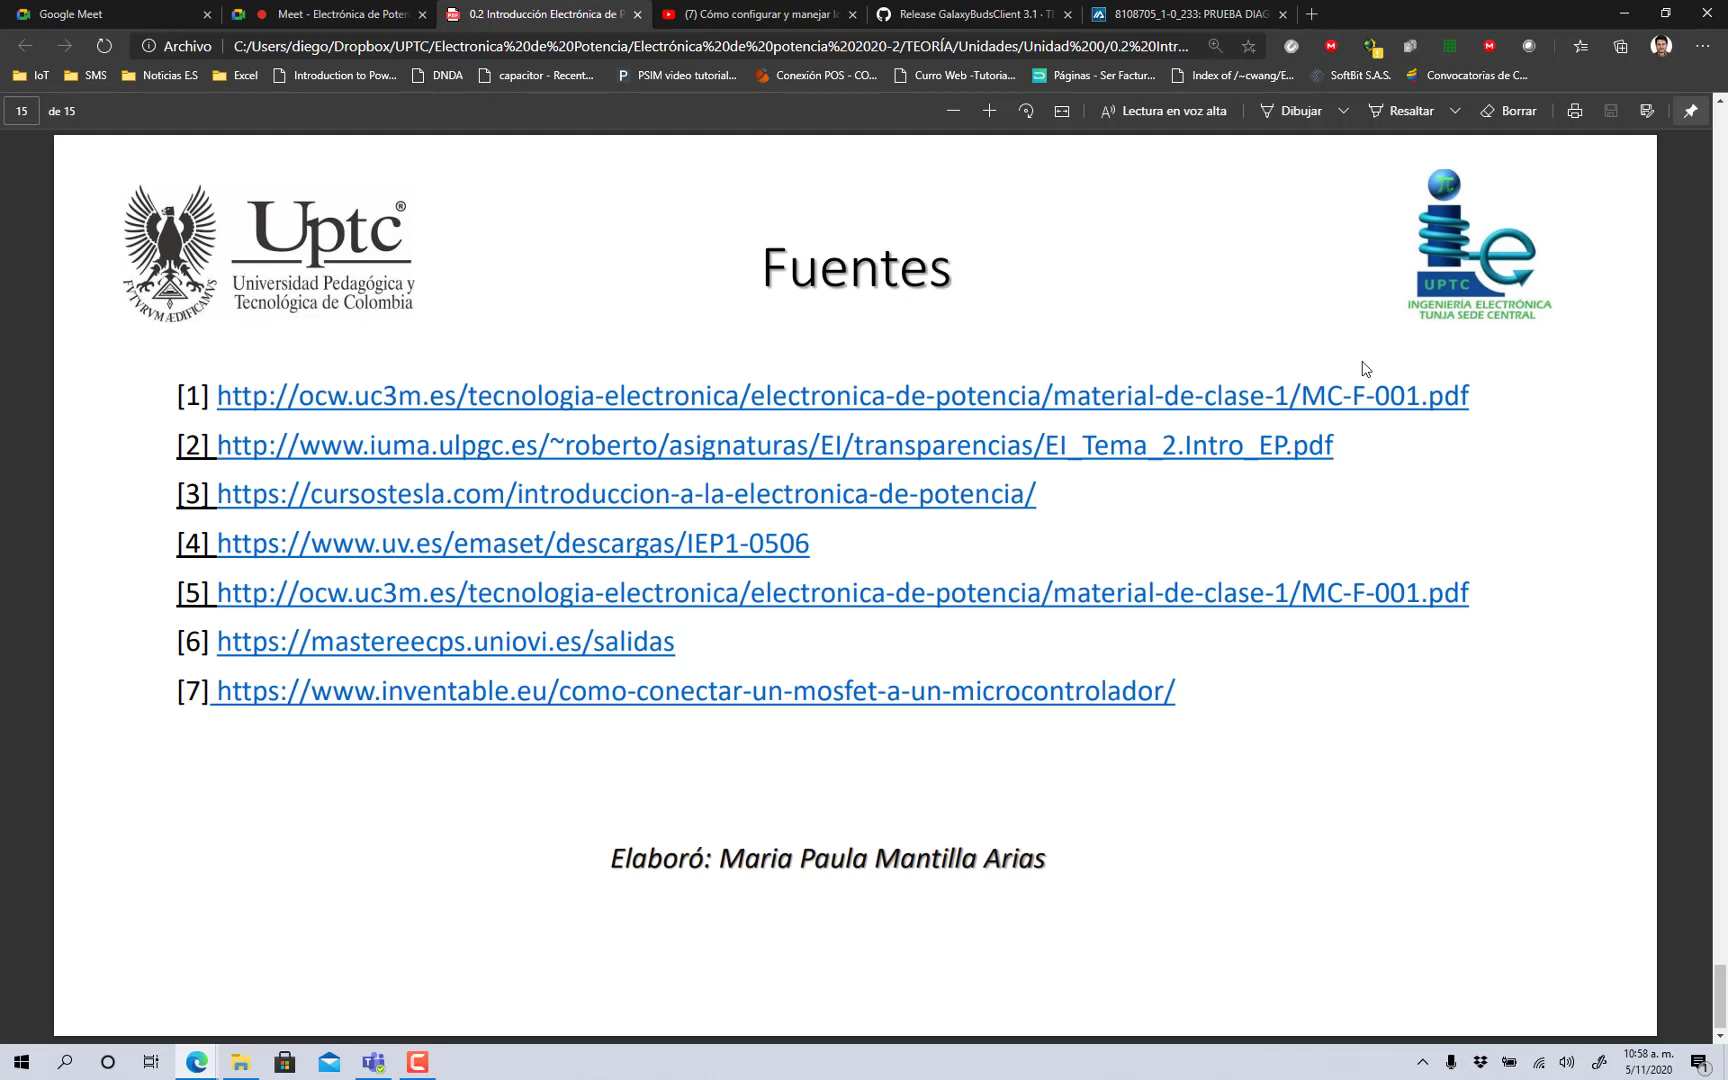 Google Meet
Meet - Electrónica de Poten
0.2 Introducción Electrónica de P
(7) Cómo configurar y manejar lo
Release GalaxyBudsClient 3.1 · Th
8108705_1-0_233: PRUEBA DIAG
Archivo
C:/Users/diego/Dropbox/UPTC/Electronica%20de%20Potencia/Electrónica%20de%20potencia%202020-2/TEORÍA/Unidades/Unidad%200/0.2%20Intr...
IoT
SMS
Noticias E.S
Excel
Introduction to Pow...
DNDA
capacitor - Recent...
PSIM video tutorial...
Conexión POS - CO...
Curro Web -Tutoria...
Páginas - Ser Factur...
Index of /~cwang/E...
SoftBit S.A.S.
Convocatorias de C...
15 de 15
Lectura en voz alta
Dibujar
Resaltar
Borrar
Uptc®
Universidad Pedagógica y
Tecnológica de Colombia
FVTVRVM ÆDIFICAMVS
Fuentes
π
UPTC
INGENIERÍA ELECTRÓNICA
TUNJA SEDE CENTRAL
[1] http://ocw.uc3m.es/tecnologia-electronica/electronica-de-potencia/material-de-clase-1/MC-F-001.pdf
[2] http://www.iuma.ulpgc.es/~roberto/asignaturas/EI/transparencias/EI_Tema_2.Intro_EP.pdf
[3] https://cursostesla.com/introduccion-a-la-electronica-de-potencia/
[4] https://www.uv.es/emaset/descargas/IEP1-0506
[5] http://ocw.uc3m.es/tecnologia-electronica/electronica-de-potencia/material-de-clase-1/MC-F-001.pdf
[6] https://mastereecps.uniovi.es/salidas
[7] https://www.inventable.eu/como-conectar-un-mosfet-a-un-microcontrolador/
Elaboró: Maria Paula Mantilla Arias
10:58 a. m.
5/11/2020